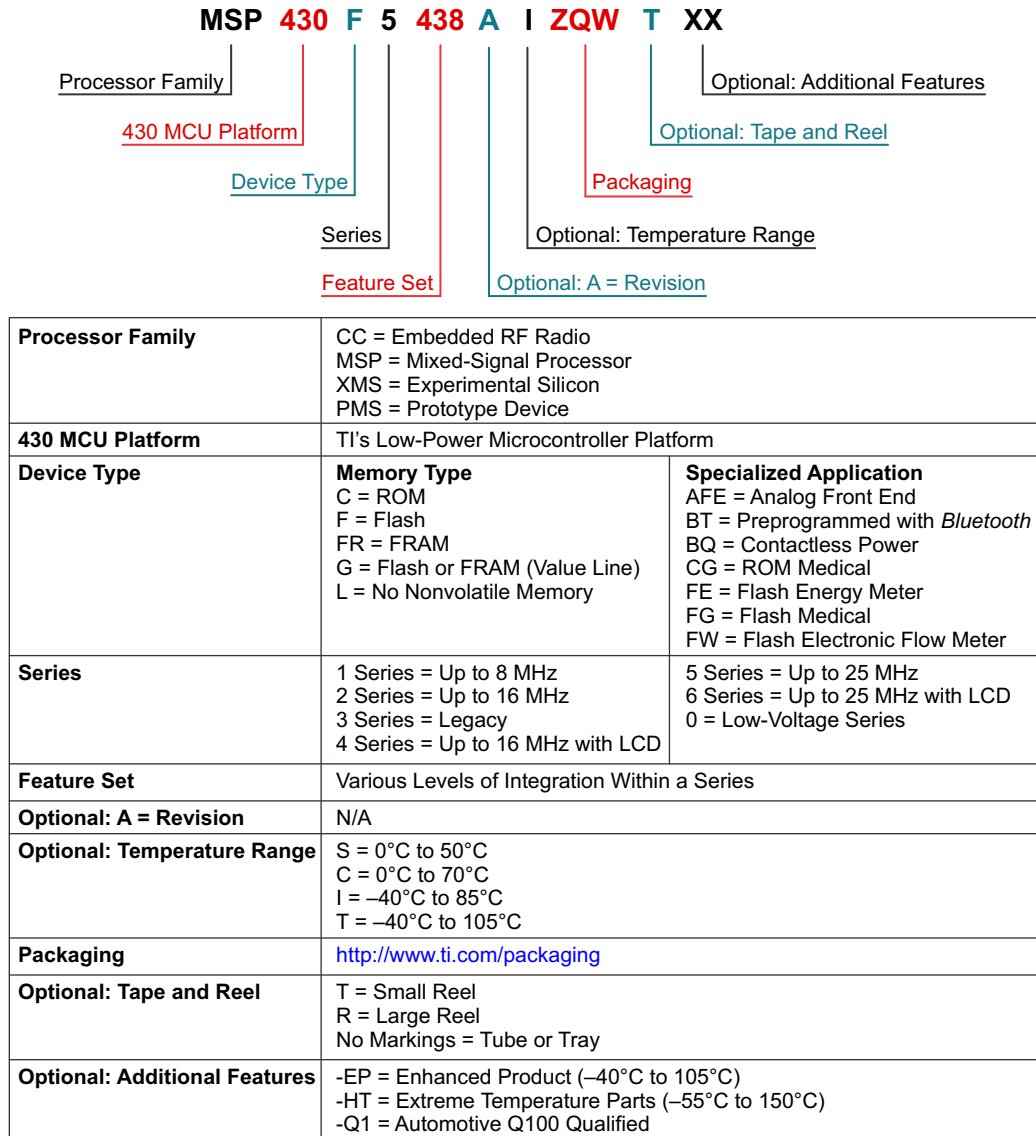 MSP 430 F 5 438 A I ZQW T XX
Processor Family
Optional: Additional Features
430 MCU Platform
Optional: Tape and Reel
Device Type
Packaging
Series
Optional: Temperature Range
Feature Set
Optional: A = Revision
Processor Family
CC = Embedded RF Radio
MSP = Mixed-Signal Processor
XMS = Experimental Silicon
PMS = Prototype Device
430 MCU Platform
TI's Low-Power Microcontroller Platform
Device Type
Memory Type
C = ROM
F = Flash
FR = FRAM
G = Flash or FRAM (Value Line)
L = No Nonvolatile Memory
Specialized Application
AFE = Analog Front End
BT = Preprogrammed with Bluetooth
BQ = Contactless Power
CG = ROM Medical
FE = Flash Energy Meter
FG = Flash Medical
FW = Flash Electronic Flow Meter
Series
1 Series = Up to 8 MHz
2 Series = Up to 16 MHz
3 Series = Legacy
4 Series = Up to 16 MHz with LCD
5 Series = Up to 25 MHz
6 Series = Up to 25 MHz with LCD
0 = Low-Voltage Series
Feature Set
Various Levels of Integration Within a Series
Optional: A = Revision
N/A
Optional: Temperature Range
S = 0°C to 50°C
C = 0°C to 70°C
I = –40°C to 85°C
T = –40°C to 105°C
Packaging
http://www.ti.com/packaging
Optional: Tape and Reel
T = Small Reel
R = Large Reel
No Markings = Tube or Tray
Optional: Additional Features
-EP = Enhanced Product (–40°C to 105°C)
-HT = Extreme Temperature Parts (–55°C to 150°C)
-Q1 = Automotive Q100 Qualified